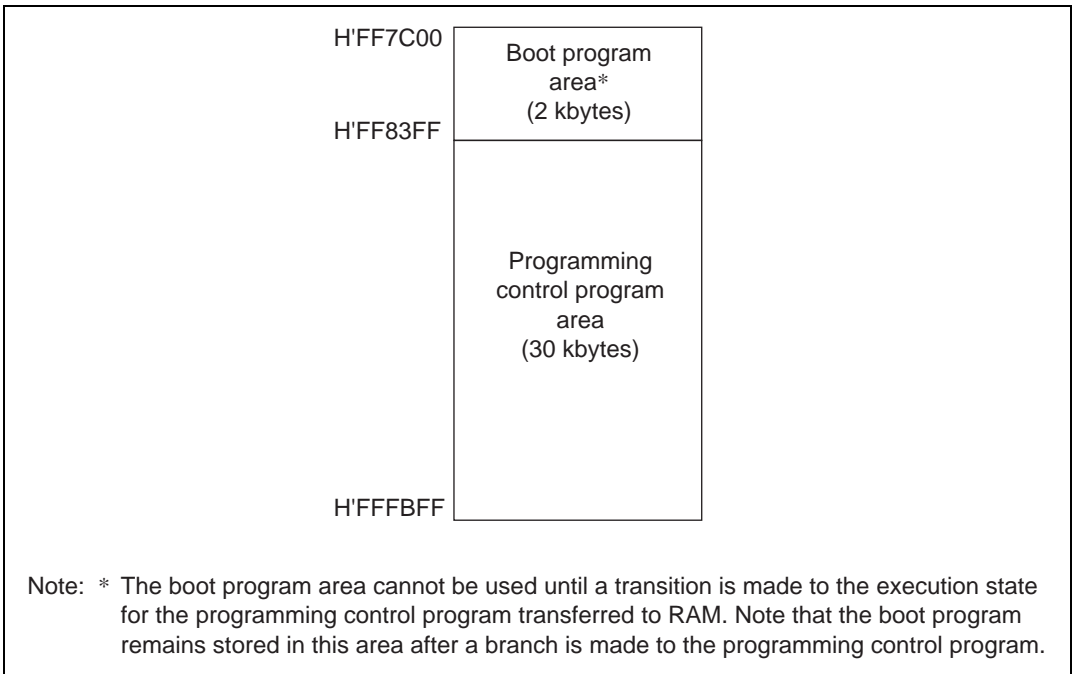 H'FF7C00
Boot program
area*
(2 kbytes)
H'FF83FF
Programming
control program
area
(30 kbytes)
H'FFFBFF
Note: * The boot program area cannot be used until a transition is made to the execution state
for the programming control program transferred to RAM. Note that the boot program
remains stored in this area after a branch is made to the programming control program.